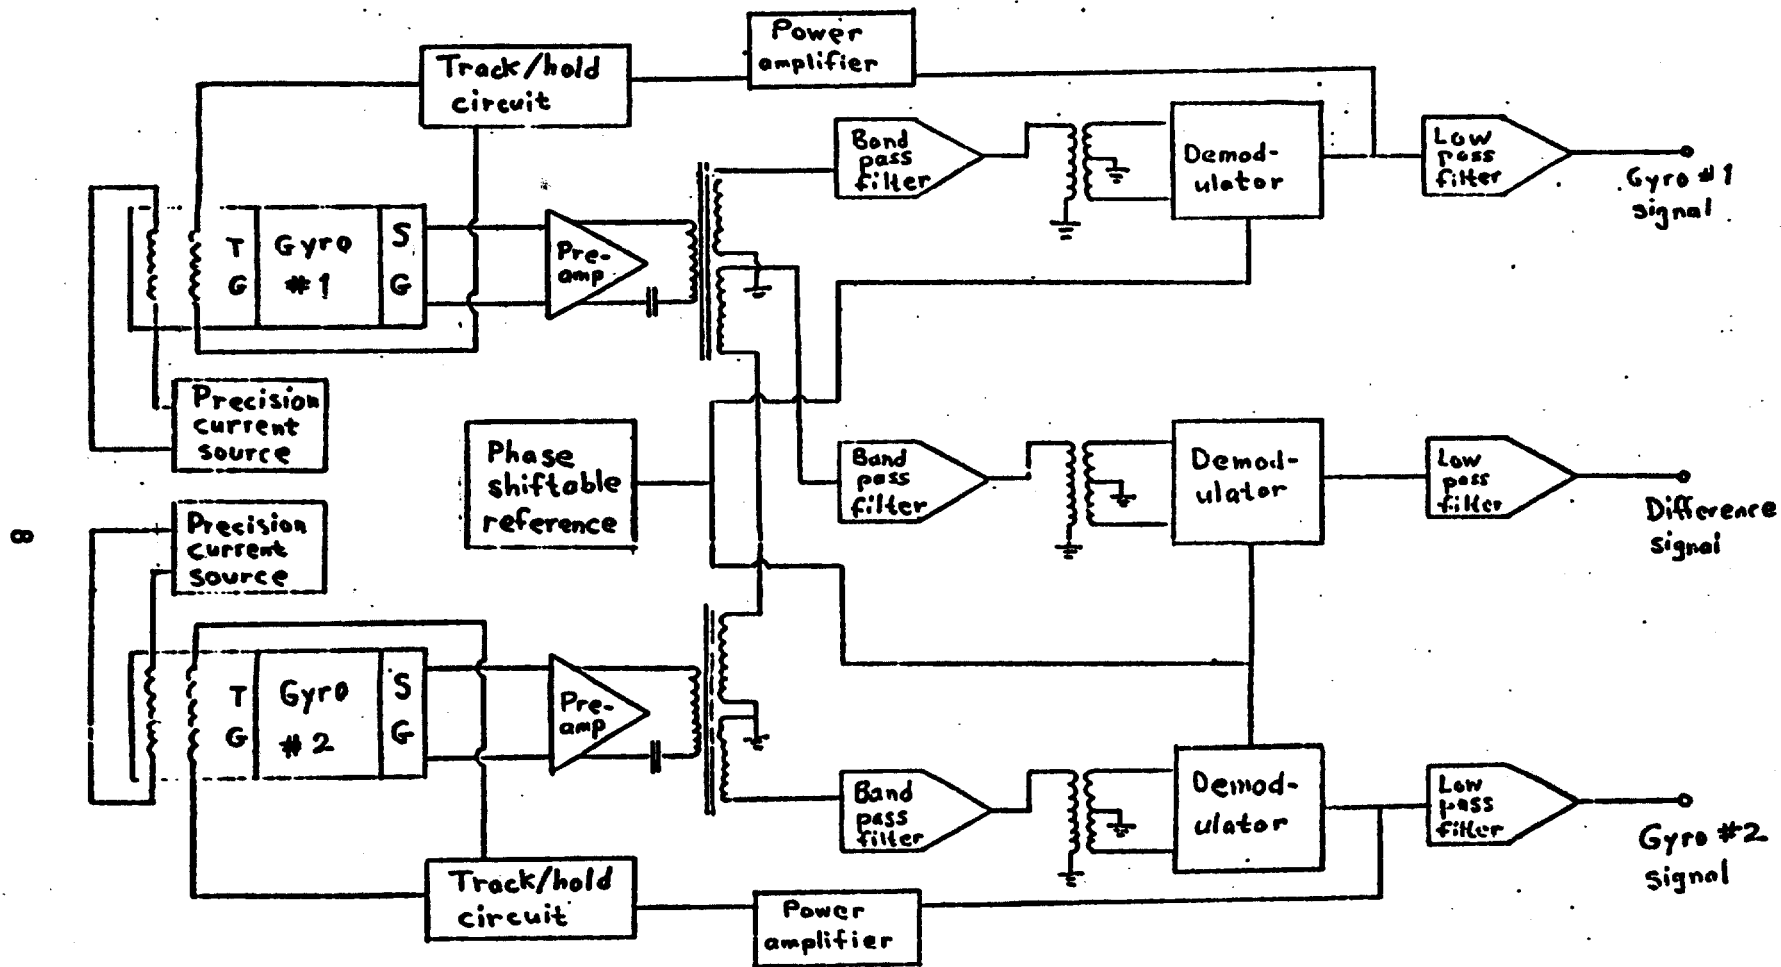 Power
amplifier
Track/hold
circuit
Band
pass
filter
Demod-
ulator
Low
pass
filter
Gyro #1
signal
T
G
Gyro
#1
S
G
Pre-
amp
Precision
current
source
Phase
shiftable
reference
Band
pass
filter
Demod-
ulator
Low
pass
filter
Difference
signal
8
Precision
current
source
T
G
Gyro
#2
S
G
Pre-
amp
Band
pass
filter
Demod-
ulator
Low
pass
filter
Gyro #2
signal
Track/hold
circuit
Power
amplifier